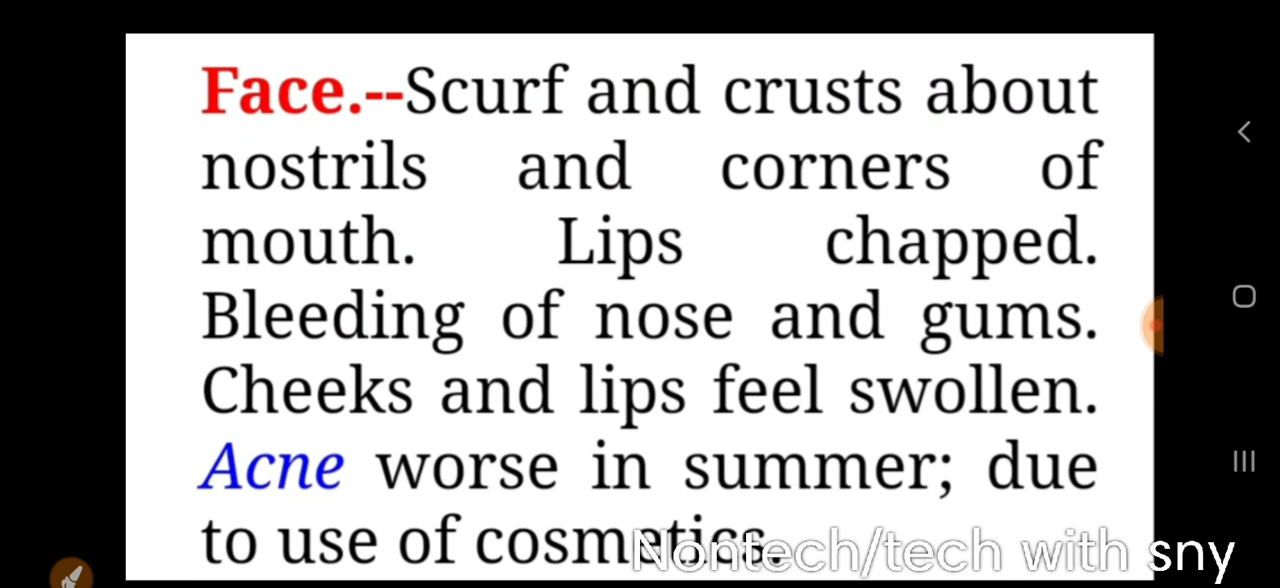 Face.--Scurf and crusts about
nostrils and corners of
mouth. Lips chapped.
Bleeding of nose and gums.
Cheeks and lips feel swollen.
Acne worse in summer; due
to use of cosmetics.
Nontech/tech with sny